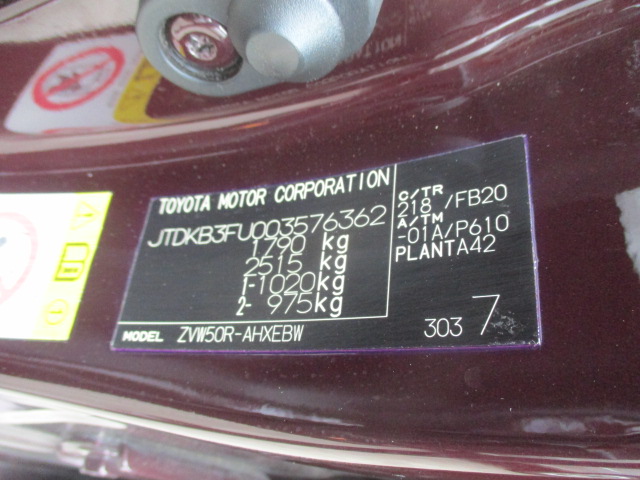 TOYOTA MOTOR CORPORATION
JTDKB3FU003576362
1790 kg
2515 kg
1-1020kg
2- 975kg
MODEL ZVW50R-AHXEBW
C/TR
218 /FB20
A/TM
-01A/P610
PLANTA42
303 7